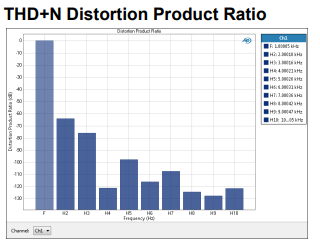 THD+N Distortion Product Ratio
Distortion Product Ratio
Ch1
F: 1.00005 kHz
H2: 2.00010 kHz
H3: 3.00016 kHz
H4: 4.00021 kHz
H5: 5.00026 kHz
H6: 6.00031 kHz
H7: 7.00036 kHz
H8: 8.00042 kHz
H9: 9.00047 kHz
H10: 10...05 kHz
Distortion Product Ratio (dB)
0
-10
-20
-30
-40
-50
-60
-70
-80
-90
-100
-110
-120
-130
F H2 H3 H4 H5 H6 H7 H8 H9 H10
Frequency (Hz)
Channel: Ch1